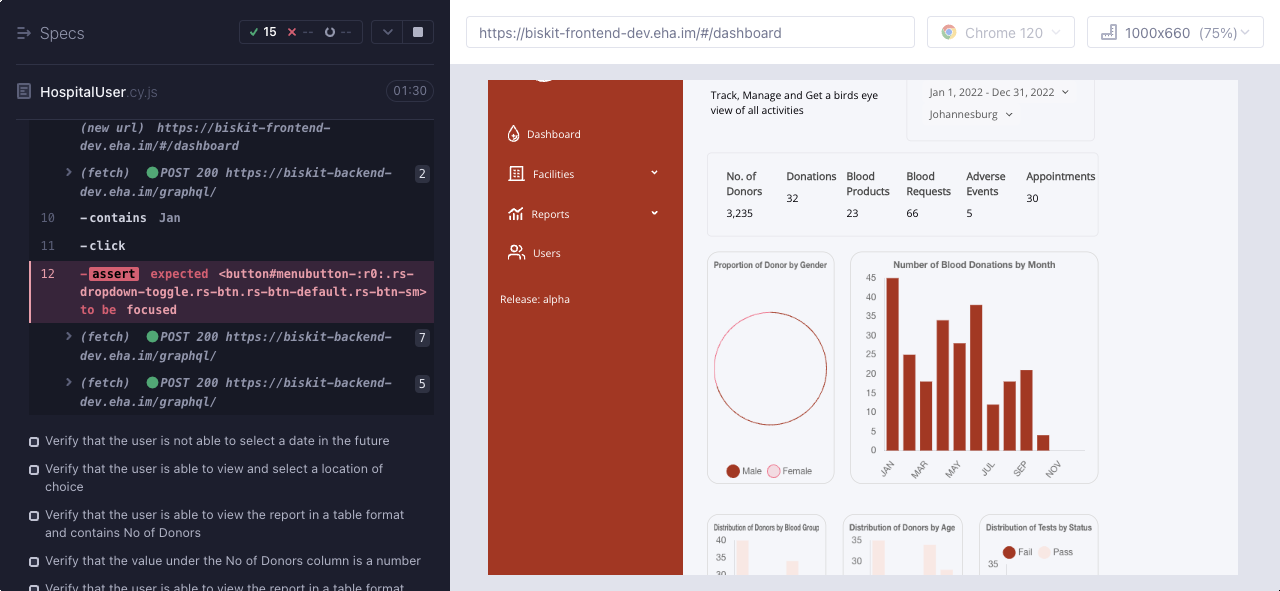 Specs
15 -- --
HospitalUser.cy.js
01:30
(new url) https://biskit-frontend-
dev.eha.im/#/dashboard
(fetch) POST 200 https://biskit-backend-
dev.eha.im/graphql/
2
10 -contains Jan
11 -click
12 -assert expected <button#menubutton-:r0:.rs-
dropdown-toggle.rs-btn.rs-btn-default.rs-btn-sm>
to be focused
(fetch) POST 200 https://biskit-backend-
dev.eha.im/graphql/
7
(fetch) POST 200 https://biskit-backend-
dev.eha.im/graphql/
5
Verify that the user is not able to select a date in the future
Verify that the user is able to view and select a location of
choice
Verify that the user is able to view the report in a table format
and contains No of Donors
Verify that the value under the No of Donors column is a number
Verify that the user is able to view the report in a table format
https://biskit-frontend-dev.eha.im/#/dashboard
Chrome 120
1000x660 (75%)
Dashboard
Facilities
Reports
Users
Release: alpha
Track, Manage and Get a birds eye
view of all activities
Jan 1, 2022 - Dec 31, 2022
Johannesburg
No. of
Donors
3,235
Donations
32
Blood
Products
23
Blood
Requests
66
Adverse
Events
5
Appointments
30
Proportion of Donor by Gender
Male Female
Number of Blood Donations by Month
45
40
35
30
25
20
15
10
5
0
JAN MAR MAY JUL SEP NOV
Distribution of Donors by Blood Group
40
35
30
Distribution of Donors by Age
35
30
Distribution of Tests by Status
Fail Pass
35